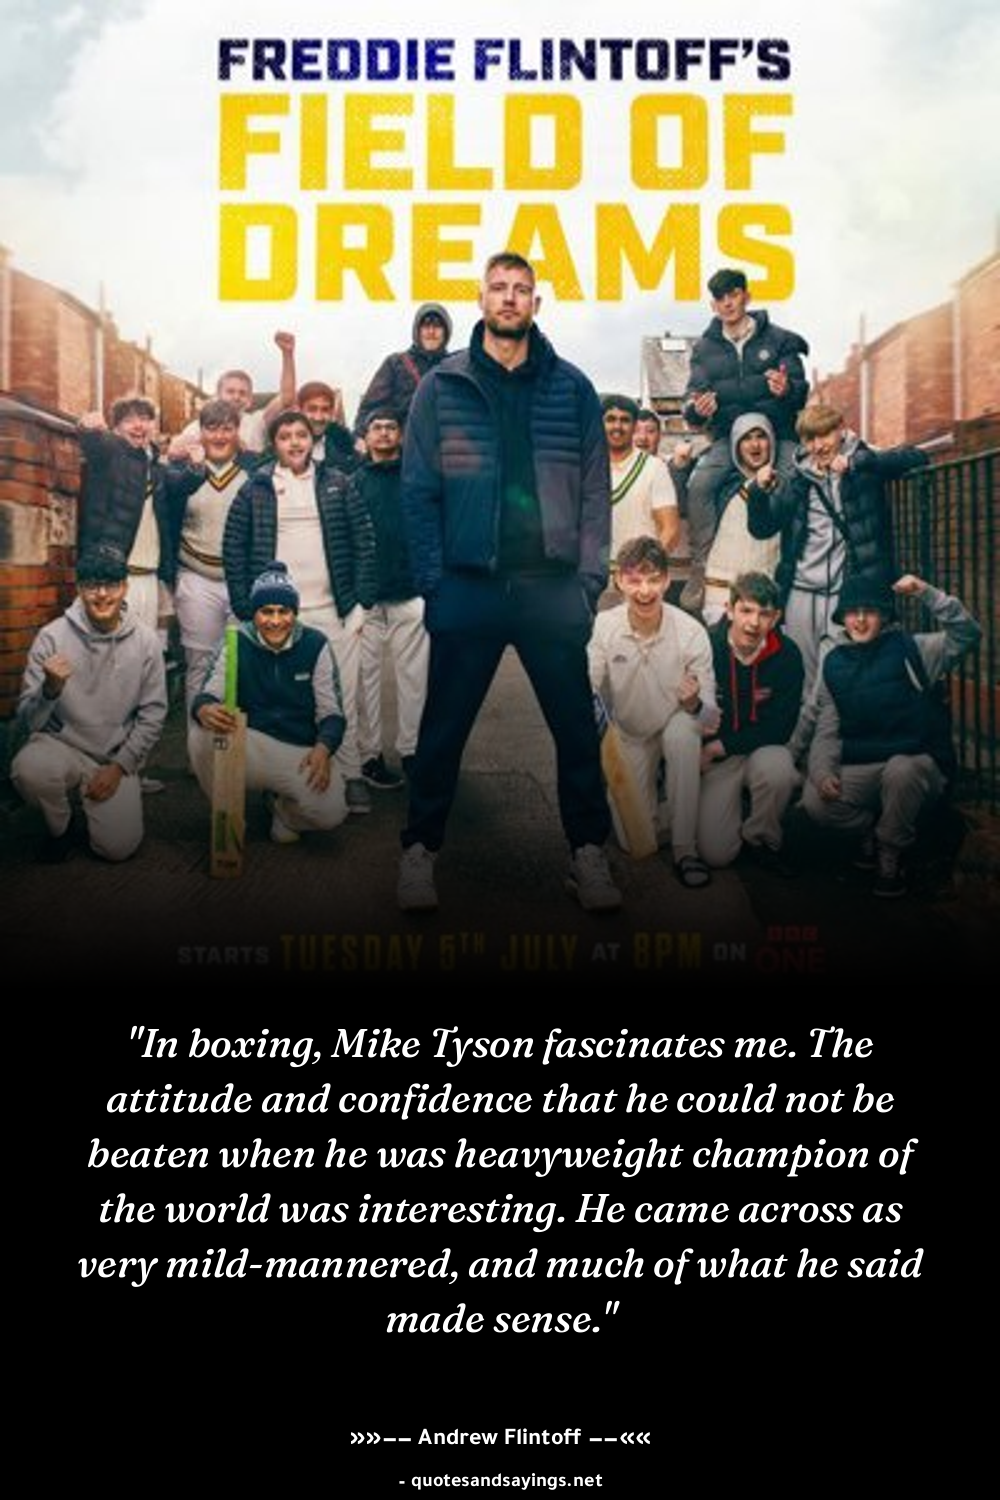 FREDDIE FLINTOFF'S
FIELD OF
DREAMS
STARTS TUESDAY 5TH JULY AT 8PM ON BBC ONE
"In boxing, Mike Tyson fascinates me. The
attitude and confidence that he could not be
beaten when he was heavyweight champion of
the world was interesting. He came across as
very mild-mannered, and much of what he said
made sense."
»»–– Andrew Flintoff ––««
- quotesandsayings.net